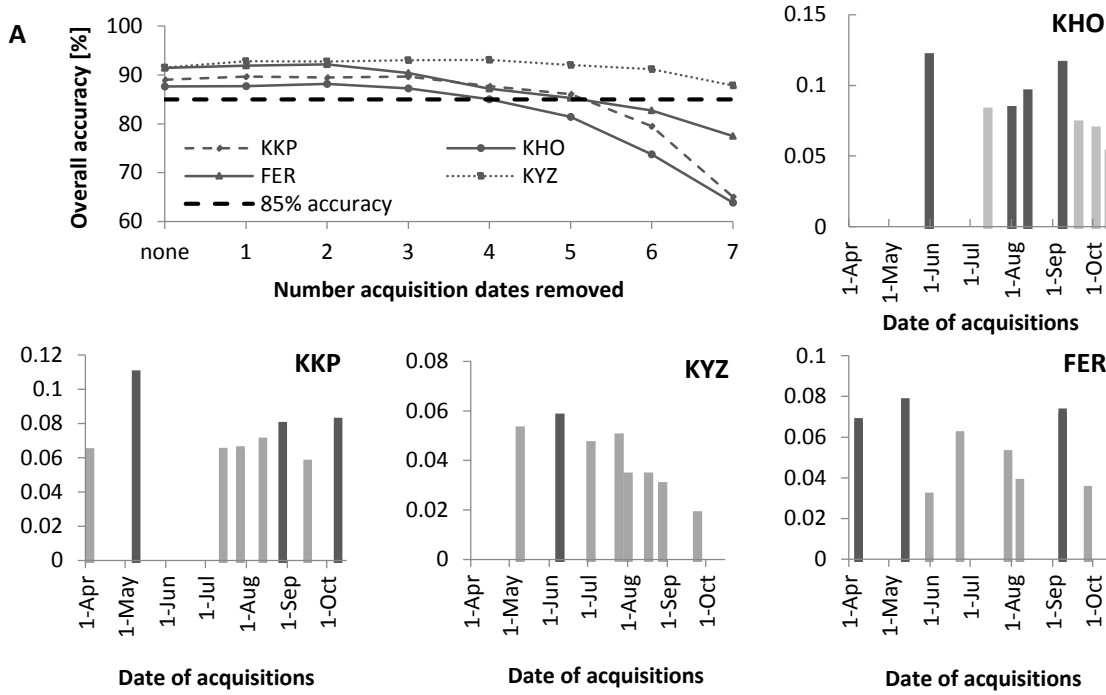 A
Overall accuracy [%]
100
90
80
70
60
KKP
KHO
FER
KYZ
85% accuracy
none 1 2 3 4 5 6 7
Number acquisition dates removed
KHO
0.15
0.1
0.05
0
1-Apr
1-May
1-Jun
1-Jul
1-Aug
1-Sep
1-Oct
Date of acquisitions
KKP
0.12
0.1
0.08
0.06
0.04
0.02
0
1-Apr
1-May
1-Jun
1-Jul
1-Aug
1-Sep
1-Oct
Date of acquisitions
KYZ
0.08
0.06
0.04
0.02
0
1-Apr
1-May
1-Jun
1-Jul
1-Aug
1-Sep
1-Oct
Date of acquisitions
FER
0.1
0.08
0.06
0.04
0.02
0
1-Apr
1-May
1-Jun
1-Jul
1-Aug
1-Sep
1-Oct
Date of acquisitions